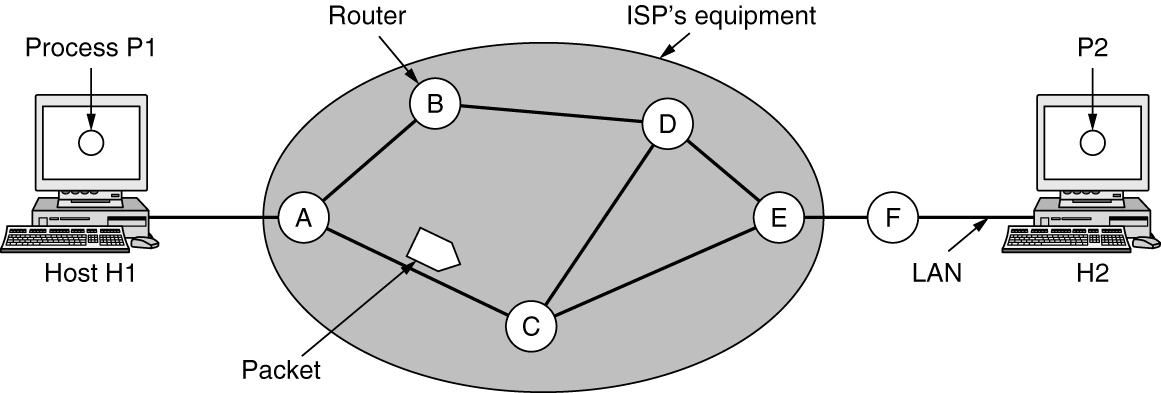 Router
ISP's equipment
Process P1
P2
B
D
A
E
F
C
Host H1
LAN
H2
Packet